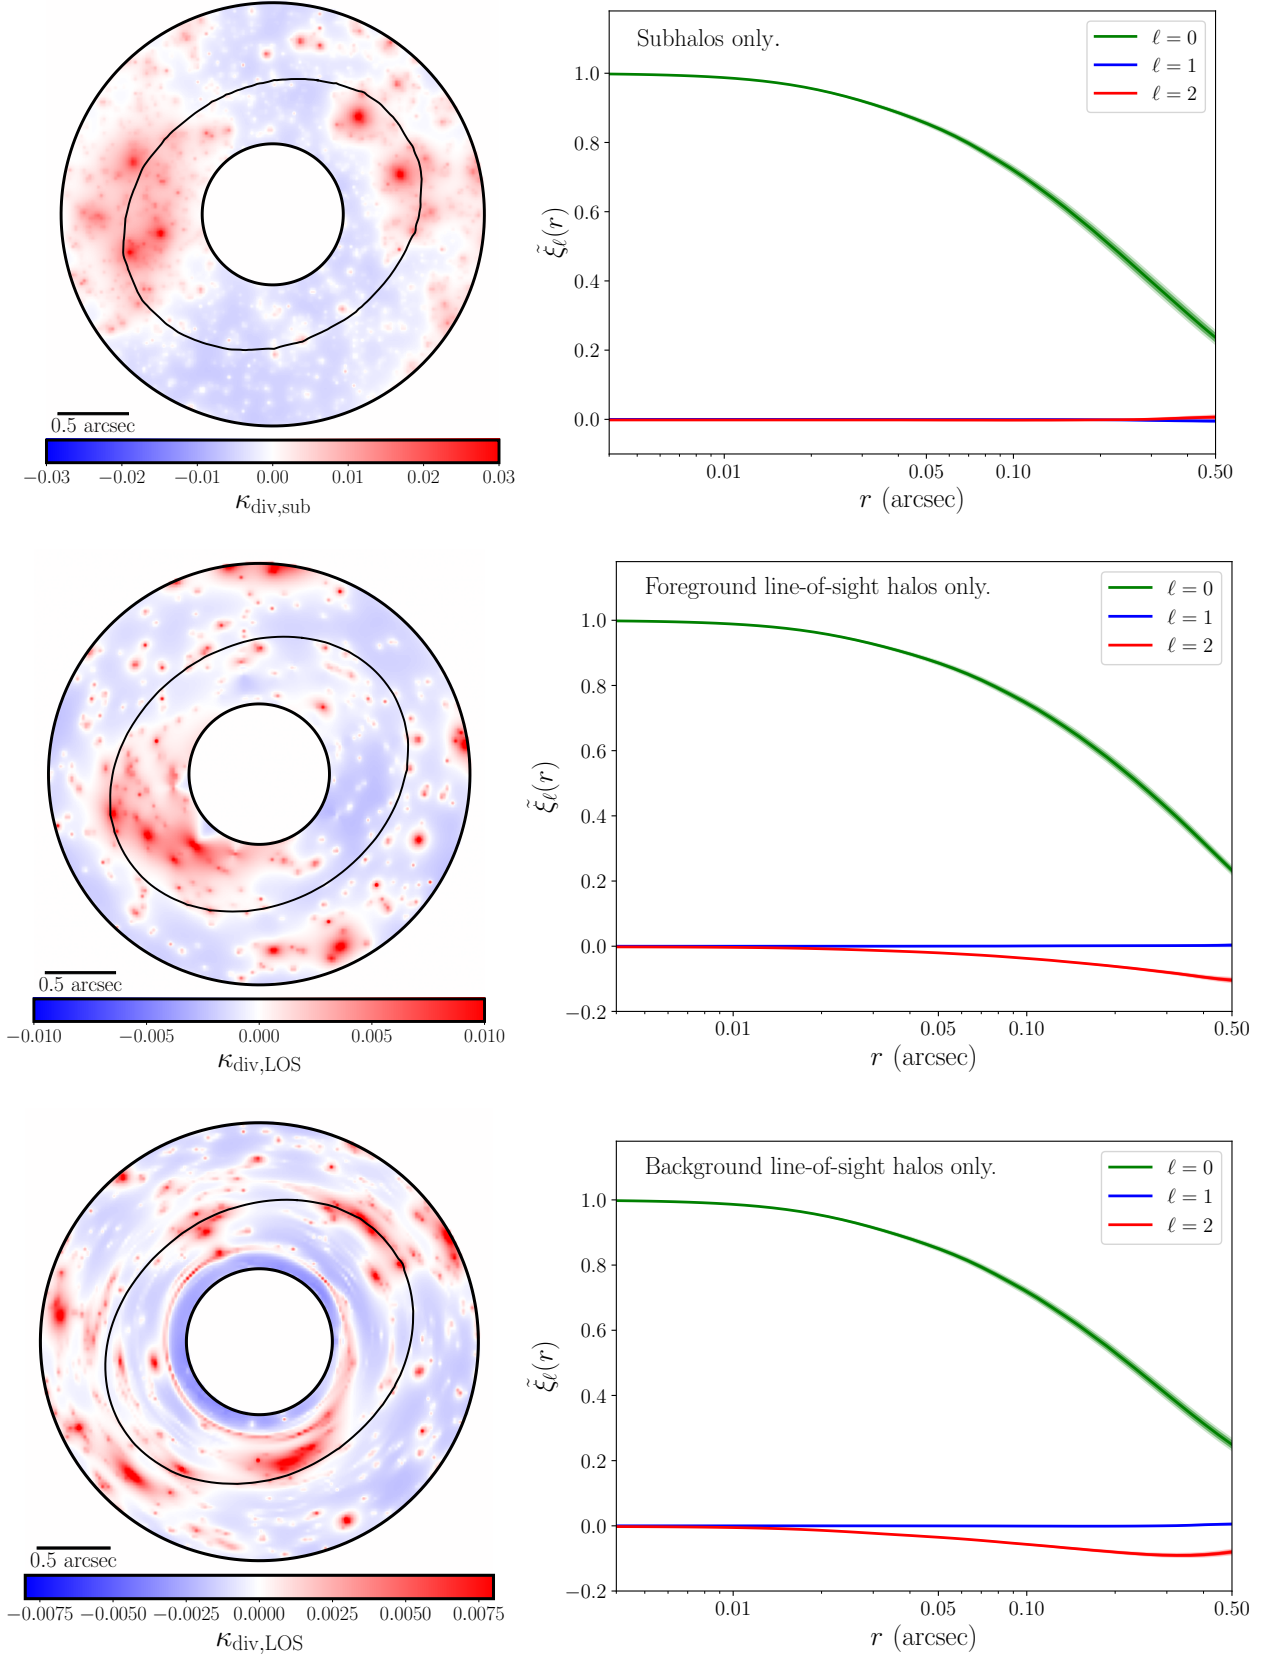 0.5 arcsec
−0.03 −0.02 −0.01 0.00 0.01 0.02 0.03
κdiv,sub
Subhalos only.
ℓ = 0
ℓ = 1
ℓ = 2
1.0
0.8
0.6
0.4
0.2
0.0
ξ̃ℓ(r)
0.01 0.05 0.10 0.50
r (arcsec)
0.5 arcsec
−0.010 −0.005 0.000 0.005 0.010
κdiv,LOS
Foreground line-of-sight halos only.
ℓ = 0
ℓ = 1
ℓ = 2
1.0
0.8
0.6
0.4
0.2
0.0
−0.2
ξ̃ℓ(r)
0.01 0.05 0.10 0.50
r (arcsec)
0.5 arcsec
−0.0075 −0.0050 −0.0025 0.0000 0.0025 0.0050 0.0075
κdiv,LOS
Background line-of-sight halos only.
ℓ = 0
ℓ = 1
ℓ = 2
1.0
0.8
0.6
0.4
0.2
0.0
−0.2
ξ̃ℓ(r)
0.01 0.05 0.10 0.50
r (arcsec)